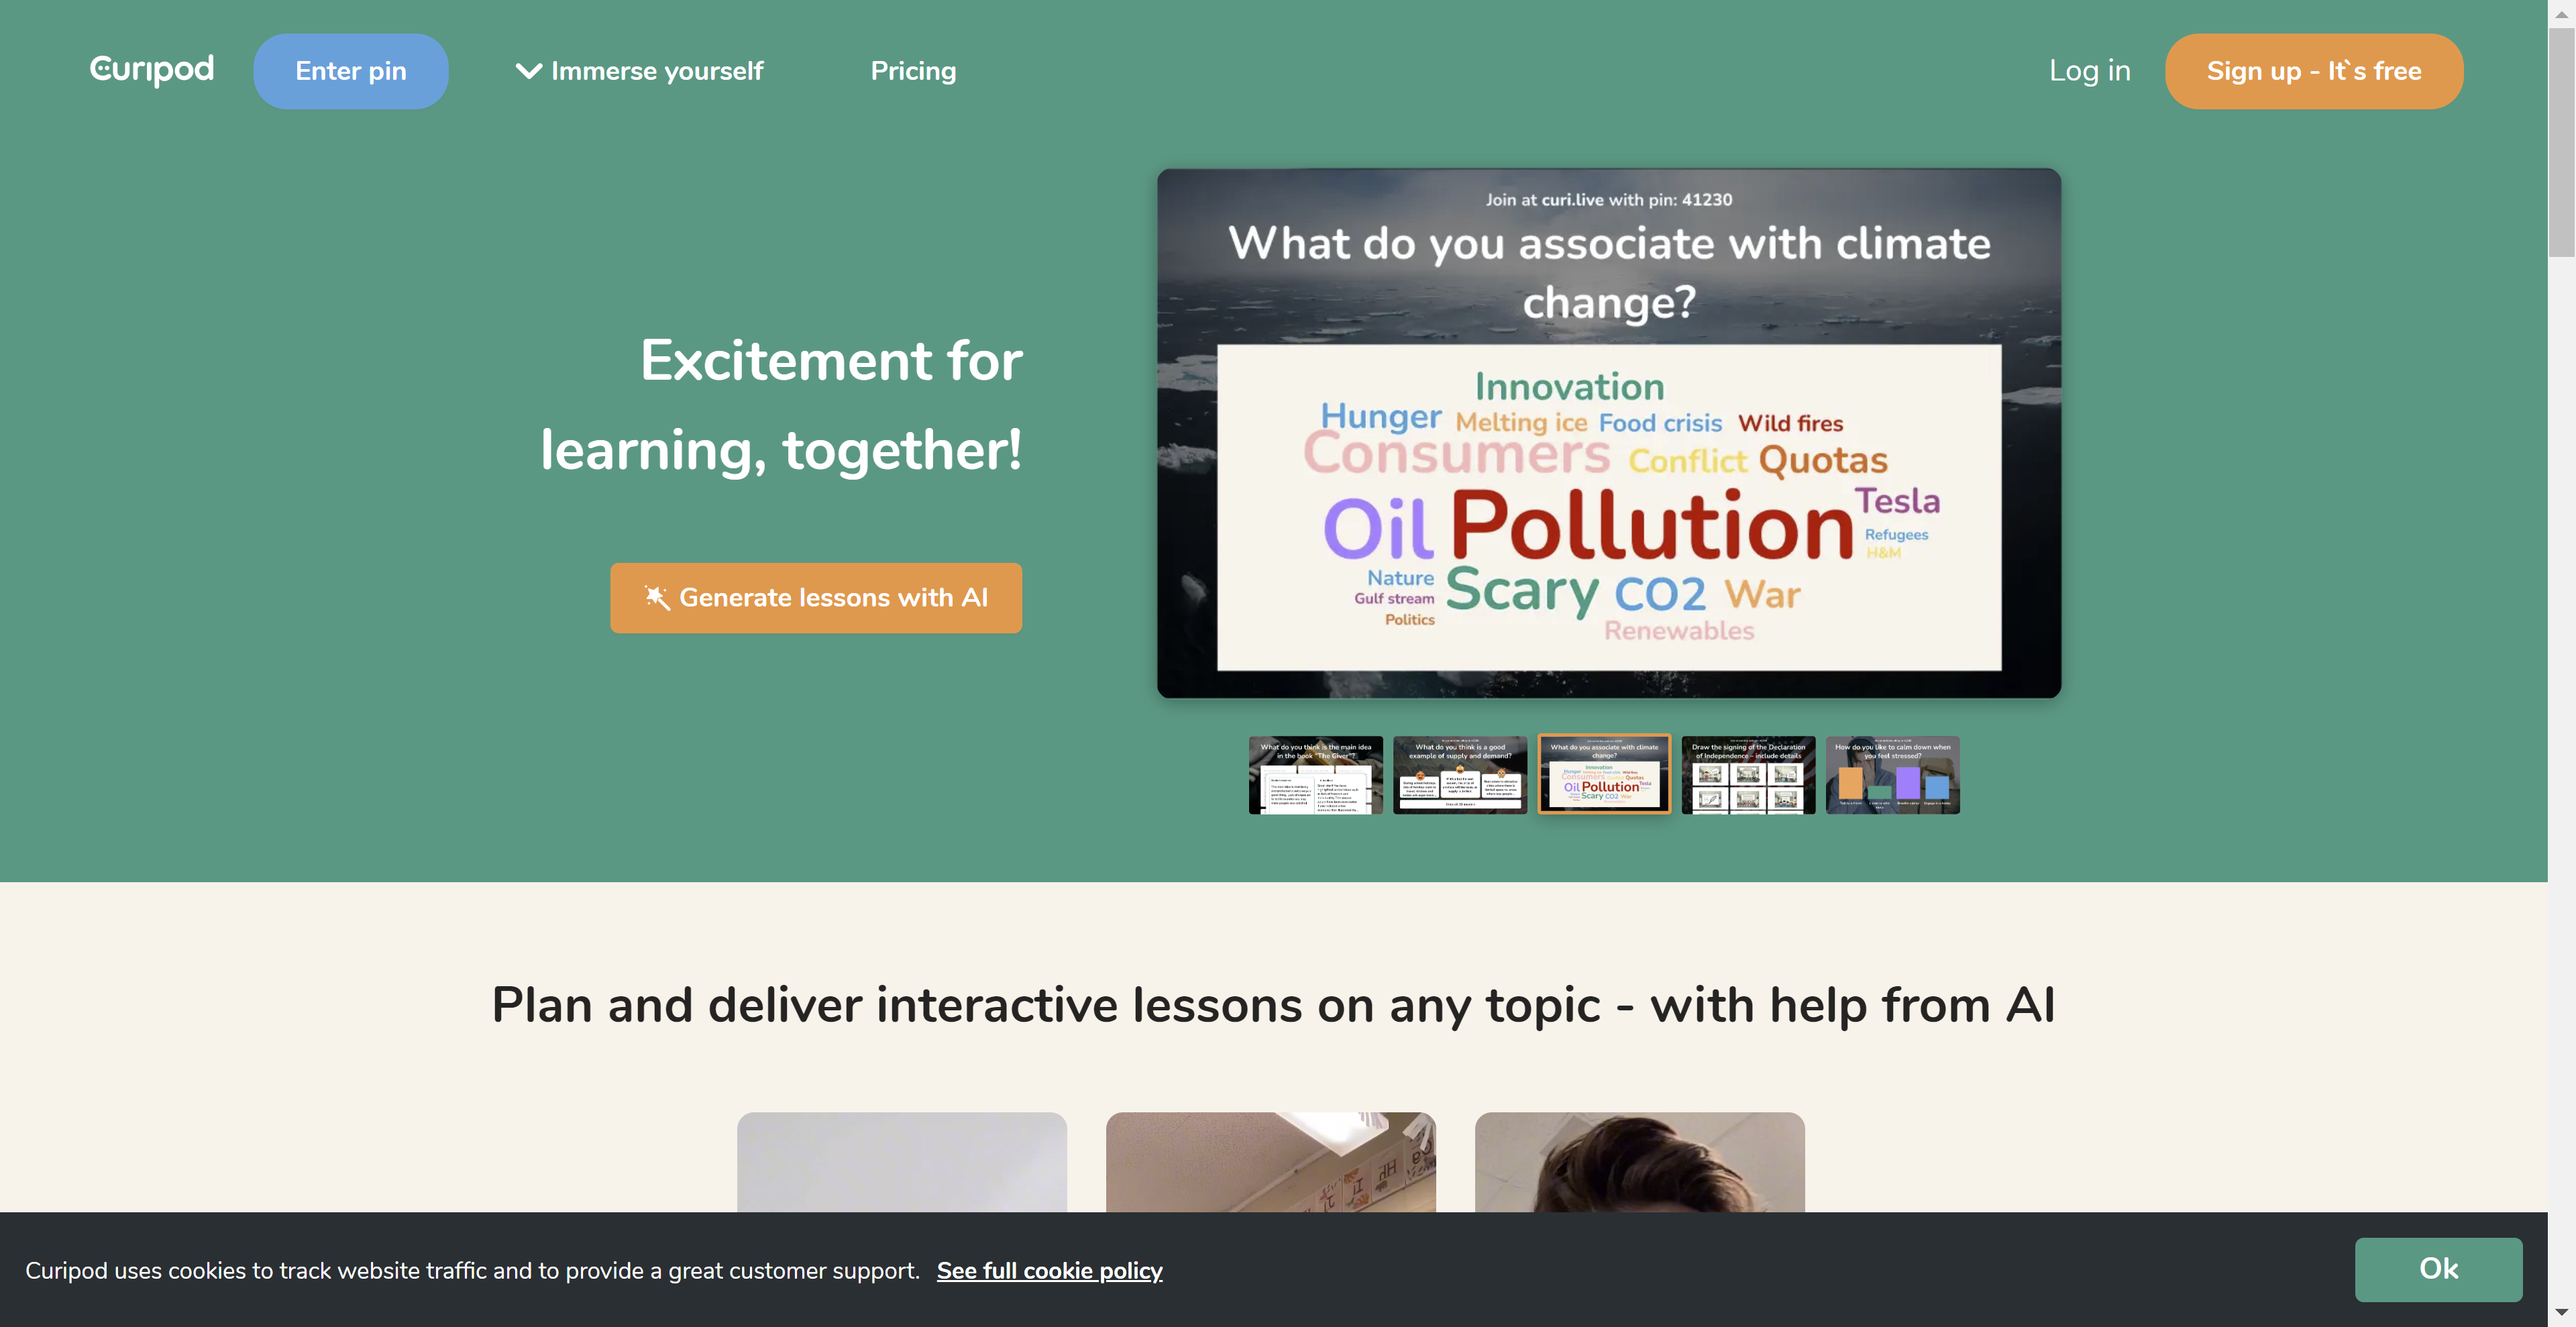 Curipod
Enter pin
Immerse yourself
Pricing
Log in
Sign up - It`s free
Excitement for
learning, together!
Generate lessons with AI
Join at curi.live with pin: 41230
What do you associate with climate
change?
Innovation
Hunger Melting ice Food crisis Wild fires
Consumers Conflict Quotas
Oil Pollution Tesla
Refugees
H&M
Nature Scary CO2 War
Gulf stream
Politics
Renewables
What do you think is the main idea
in the book "The Giver"?
What do you think is a good
example of supply and demand?
What do you associate with climate
change?
Innovation
Consumers
Oil Pollution
Scary CO2 War
Draw the signing of the Declaration
of Independence – include details
How do you like to calm down when
you feel stressed?
Plan and deliver interactive lessons on any topic - with help from AI
Curipod uses cookies to track website traffic and to provide a great customer support. See full cookie policy
Ok